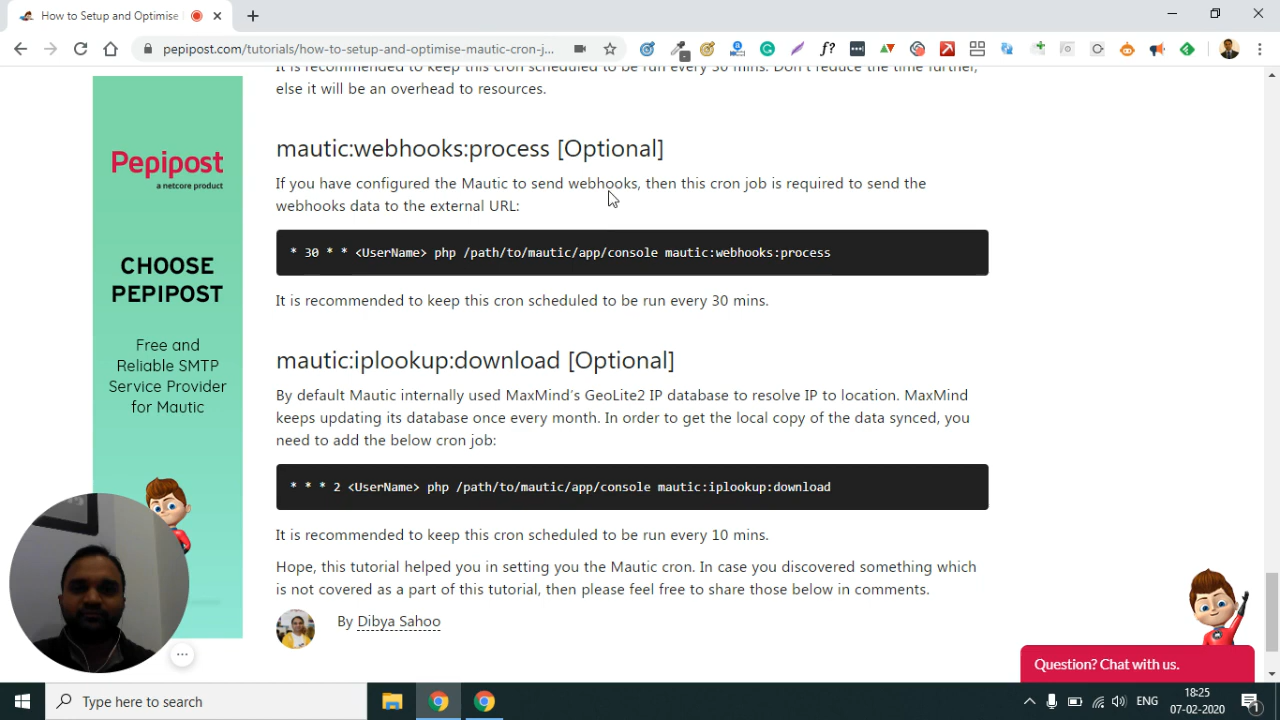 How to Setup and Optimise
pepipost.com/tutorials/how-to-setup-and-optimise-mautic-cron-j...
It is recommended to keep this cron scheduled to be run every 30 mins. Don't reduce the time further,
else it will be an overhead to resources.
mautic:webhooks:process [Optional]
If you have configured the Mautic to send webhooks, then this cron job is required to send the
webhooks data to the external URL:
* 30 * * <UserName> php /path/to/mautic/app/console mautic:webhooks:process
It is recommended to keep this cron scheduled to be run every 30 mins.
mautic:iplookup:download [Optional]
By default Mautic internally used MaxMind's GeoLite2 IP database to resolve IP to location. MaxMind
keeps updating its database once every month. In order to get the local copy of the data synced, you
need to add the below cron job:
* * * 2 <UserName> php /path/to/mautic/app/console mautic:iplookup:download
It is recommended to keep this cron scheduled to be run every 10 mins.
Hope, this tutorial helped you in setting you the Mautic cron. In case you discovered something which
is not covered as a part of this tutorial, then please feel free to share those below in comments.
By Dibya Sahoo
Pepipost
a netcore product
CHOOSE
PEPIPOST
Free and
Reliable SMTP
Service Provider
for Mautic
Question? Chat with us.
Type here to search
ENG
18:25
07-02-2020